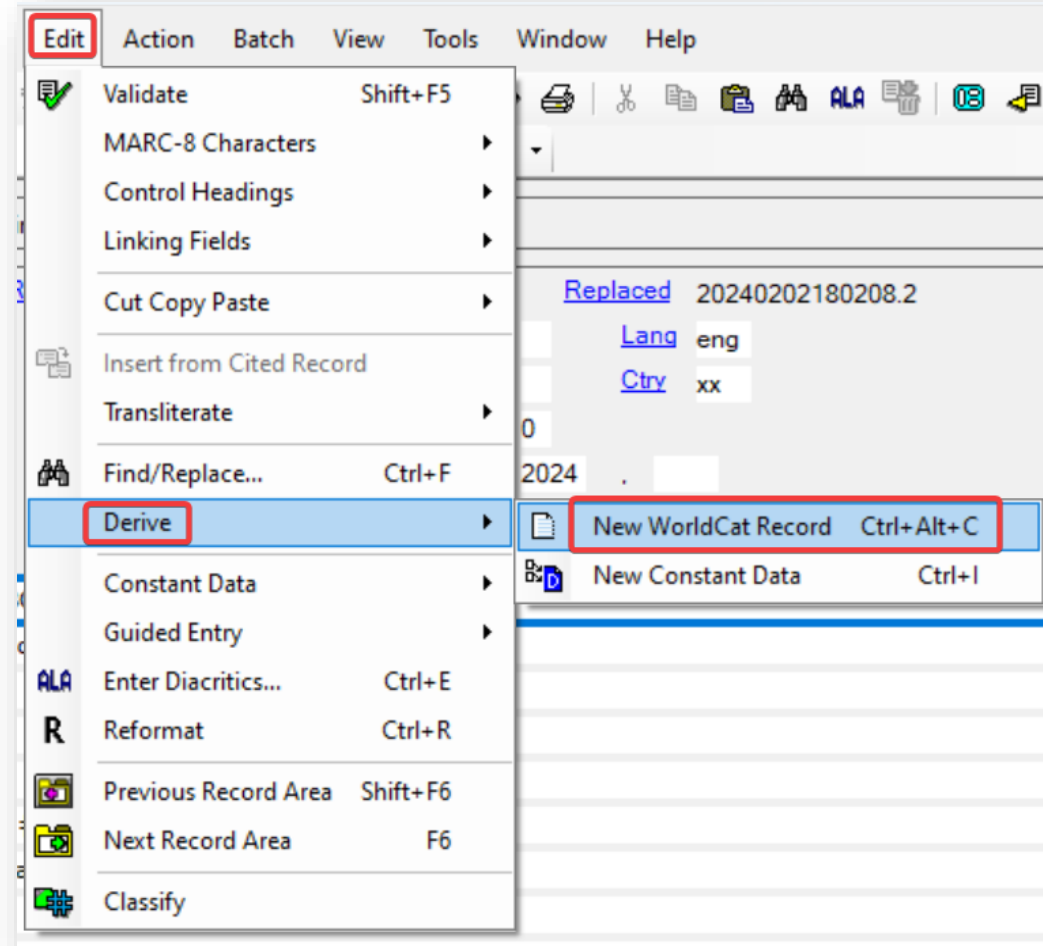 Edit Action Batch View Tools Window Help
Validate Shift+F5
ALA
MARC-8 Characters
Control Headings
Linking Fields
Replaced 20240202180208.2
Cut Copy Paste
Lang eng
Insert from Cited Record
Ctry xx
Transliterate
0
Find/Replace... Ctrl+F
2024 .
Derive
New WorldCat Record Ctrl+Alt+C
New Constant Data Ctrl+I
D
Constant Data
Guided Entry
ALA Enter Diacritics... Ctrl+E
R Reformat Ctrl+R
Previous Record Area Shift+F6
Next Record Area F6
Classify